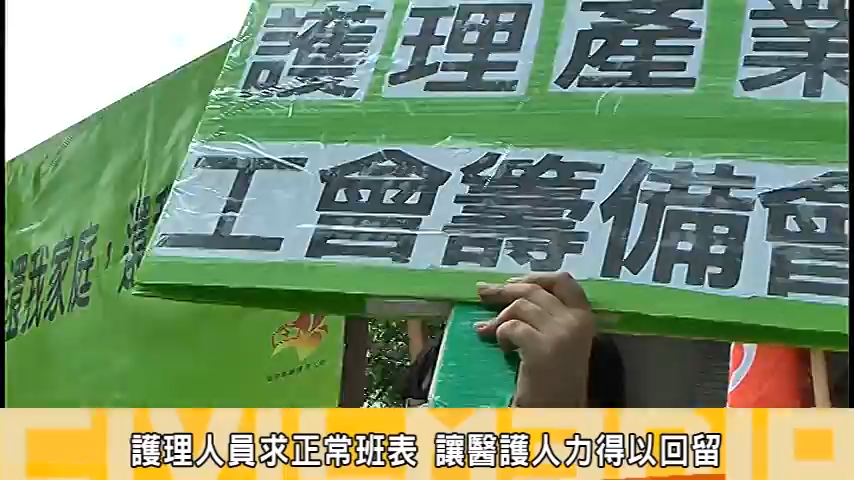 護理產業
工會籌備會
還我家庭，還
護理人員求正常班表 讓醫護人力得以回留